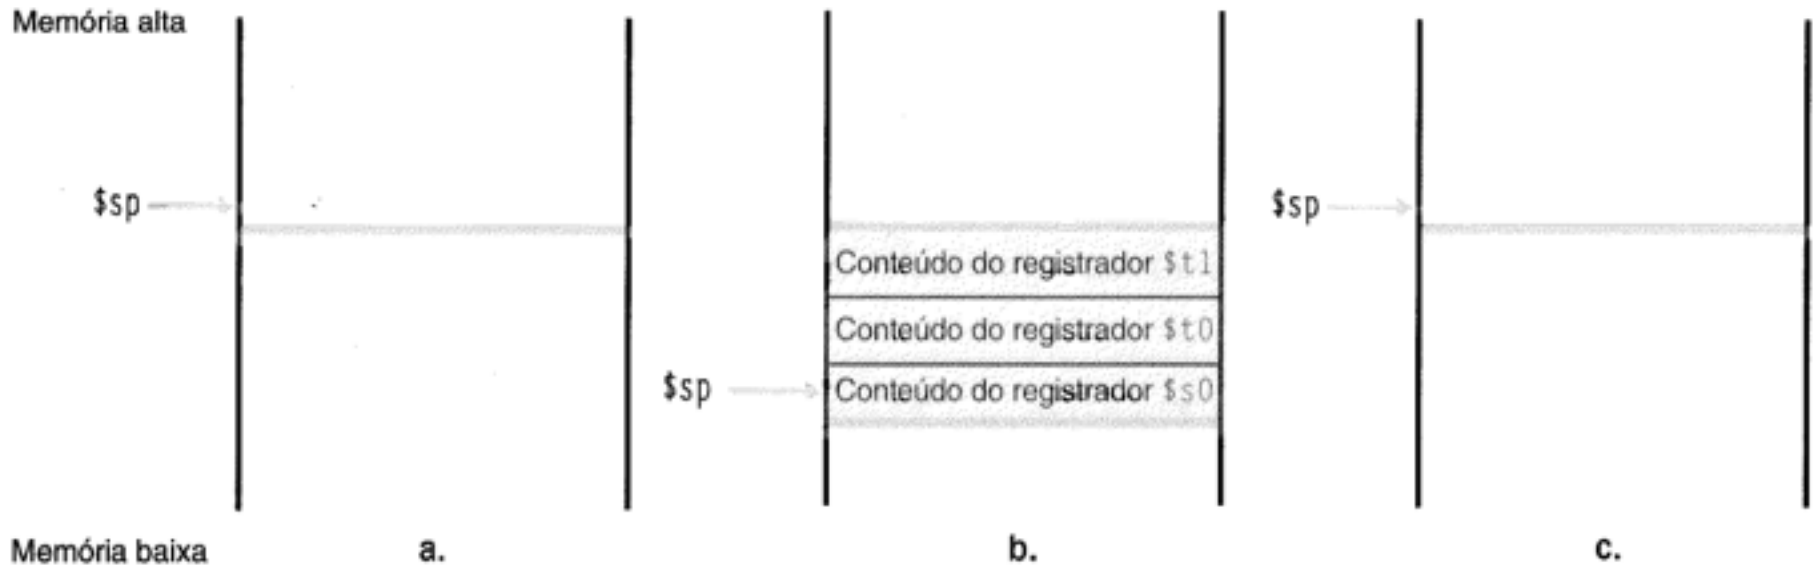 Memória alta
$sp
Conteúdo do registrador $t1
Conteúdo do registrador $t0
$sp
Conteúdo do registrador $s0
$sp
Memória baixa
a.
b.
c.